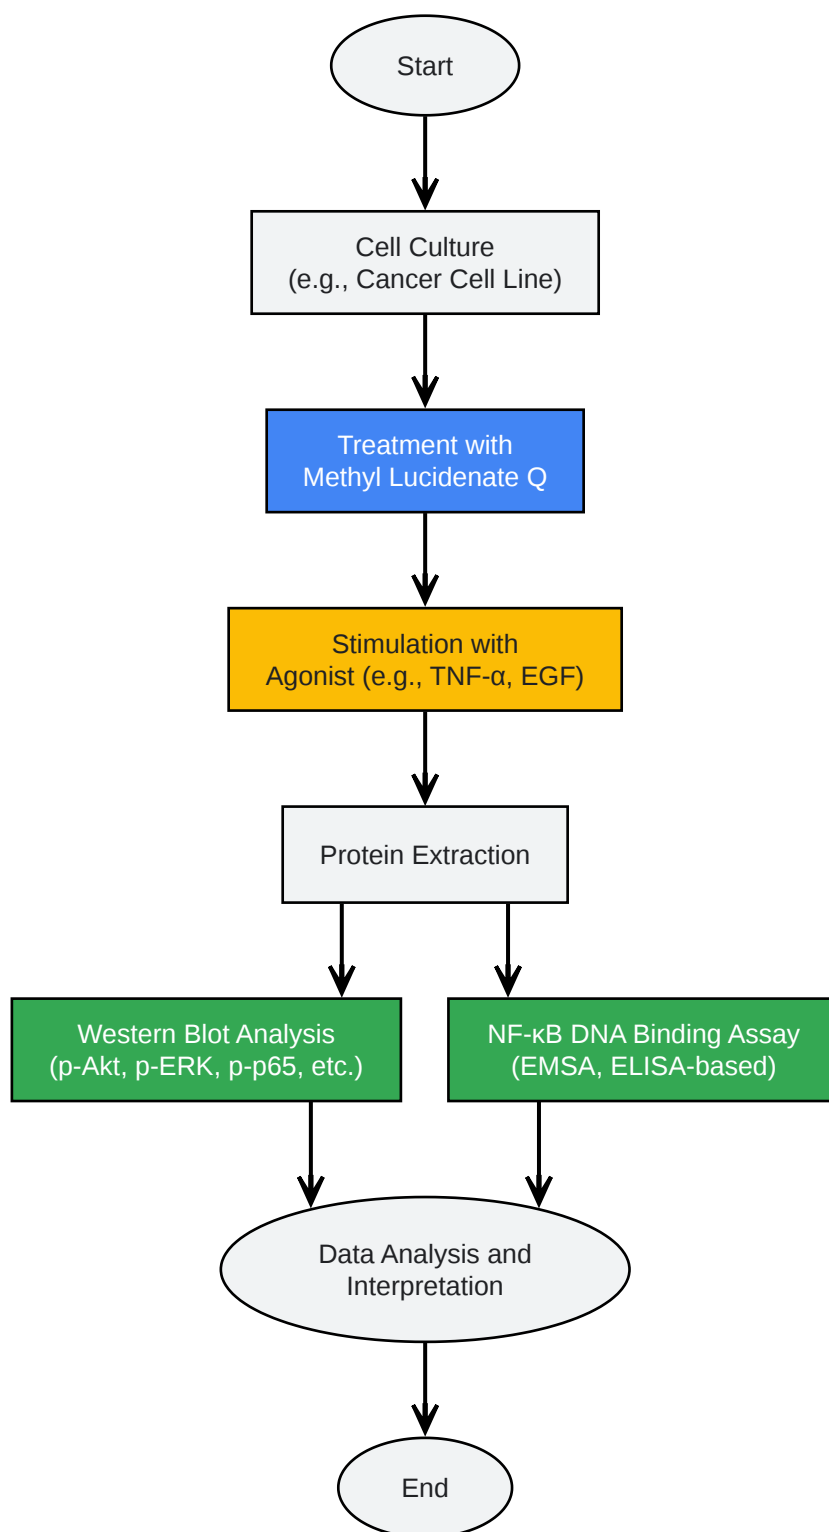 Start
Cell Culture
(e.g., Cancer Cell Line)
Treatment with
Methyl Lucidenate Q
Stimulation with
Agonist (e.g., TNF-α, EGF)
Protein Extraction
Western Blot Analysis
(p-Akt, p-ERK, p-p65, etc.)
NF-κB DNA Binding Assay
(EMSA, ELISA-based)
Data Analysis and
Interpretation
End